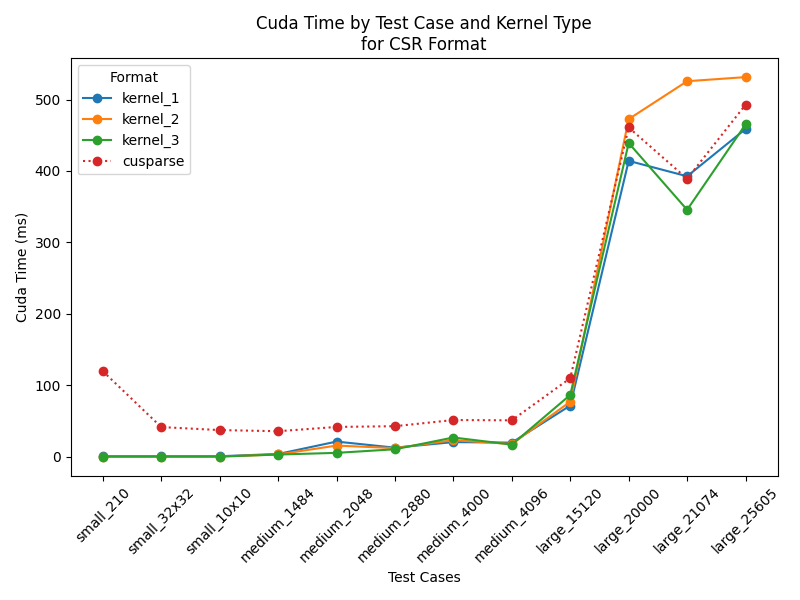 Cuda Time by Test Case and Kernel Type
for CSR Format
Format
kernel_1
kernel_2
kernel_3
cusparse
Cuda Time (ms)
500
400
300
200
100
0
small_210
small_32x32
small_10x10
medium_1484
medium_2048
medium_2880
medium_4000
medium_4096
large_15120
large_20000
large_21074
large_25605
Test Cases